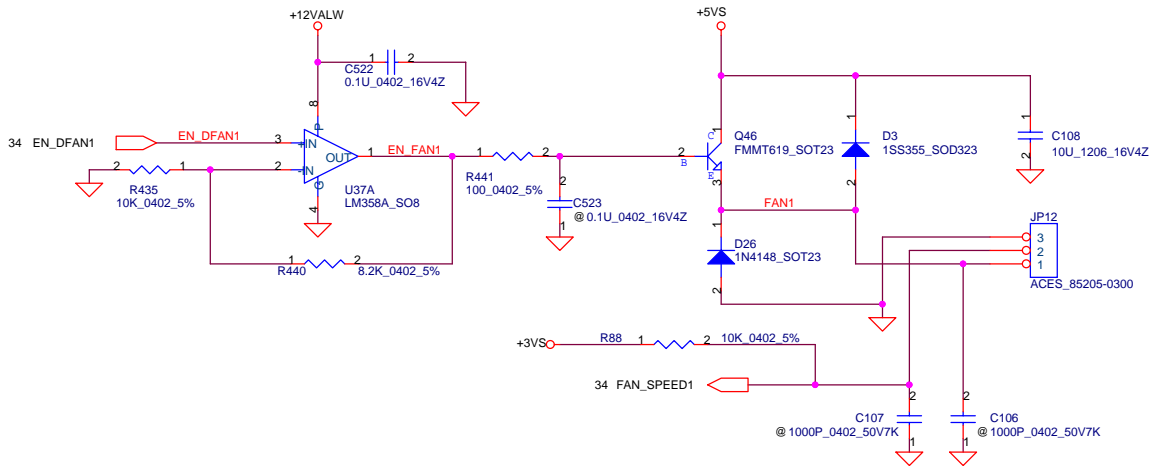 +12VALW
+5VS
1
2
C522
0.1U_0402_16V4Z
8
P
34 EN_DFAN1
EN_DFAN1
3
+IN
OUT
1
EN_FAN1
2
-IN
G
4
U37A
LM358A_SO8
2
1
R435
10K_0402_5%
1
2
R441
100_0402_5%
2
C523
@ 0.1U_0402_16V4Z
1
1
2
R440
8.2K_0402_5%
1
C
2
B
E
3
Q46
FMMT619_SOT23
1
D3
1SS355_SOD323
2
1
C108
10U_1206_16V4Z
2
FAN1
1
D26
1N4148_SOT23
2
JP12
3
2
1
ACES_85205-0300
+3VS
R88
1
2
10K_0402_5%
34 FAN_SPEED1
2
C107
@ 1000P_0402_50V7K
1
2
C106
@ 1000P_0402_50V7K
1